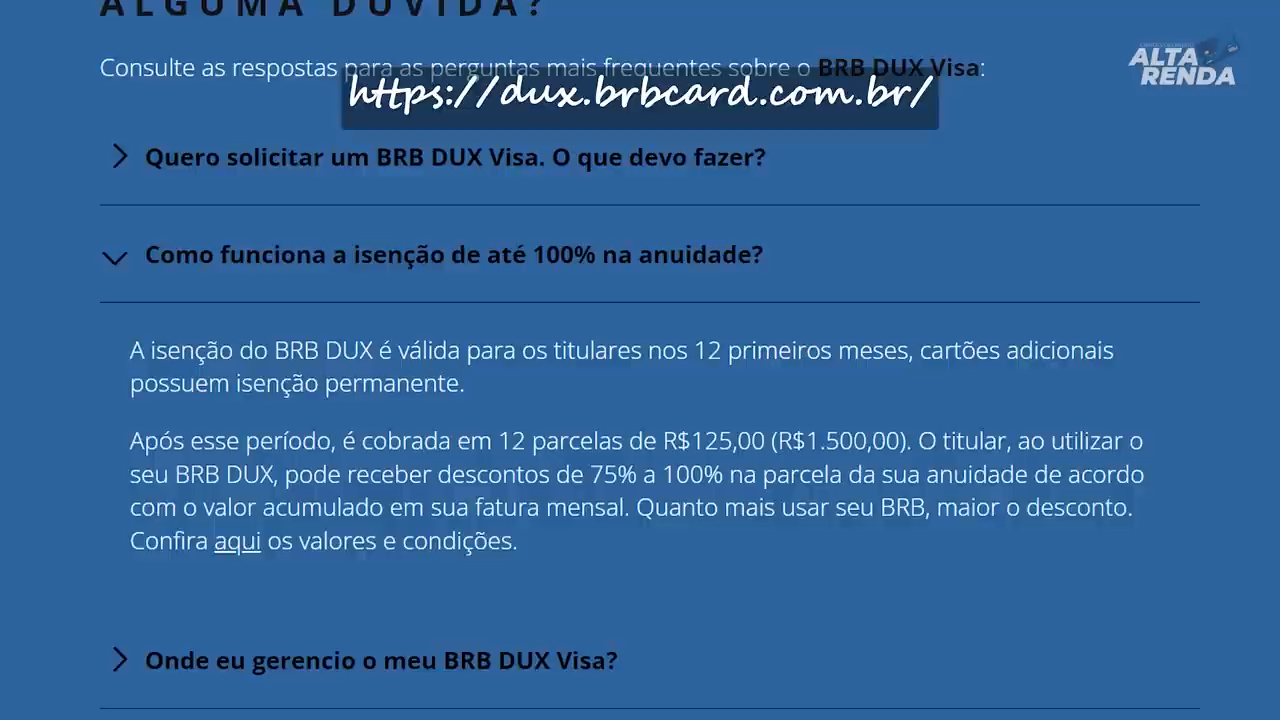 ALGUMA DÚVIDA?
Consulte as respostas para as perguntas mais frequentes sobre o BRB DUX Visa:
https://dux.brbcard.com.br/
ALTA
RENDA
Quero solicitar um BRB DUX Visa. O que devo fazer?
Como funciona a isenção de até 100% na anuidade?
A isenção do BRB DUX é válida para os titulares nos 12 primeiros meses, cartões adicionais
possuem isenção permanente.
Após esse período, é cobrada em 12 parcelas de R$125,00 (R$1.500,00). O titular, ao utilizar o
seu BRB DUX, pode receber descontos de 75% a 100% na parcela da sua anuidade de acordo
com o valor acumulado em sua fatura mensal. Quanto mais usar seu BRB, maior o desconto.
Confira aqui os valores e condições.
Onde eu gerencio o meu BRB DUX Visa?